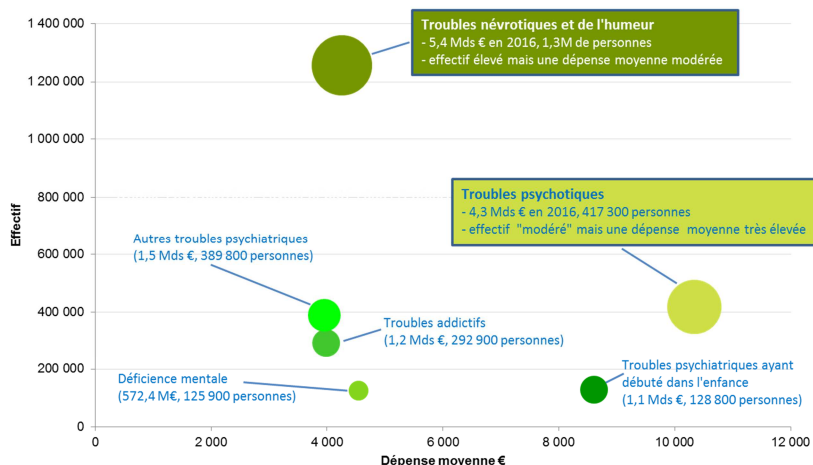 Troubles névrotiques et de l'humeur
- 5,4 Mds € en 2016, 1,3M de personnes
- effectif élevé mais une dépense moyenne modérée
Troubles psychotiques
- 4,3 Mds € en 2016, 417 300 personnes
- effectif "modéré" mais une dépense moyenne très élevée
Autres troubles psychiatriques
(1,5 Mds €, 389 800 personnes)
Troubles addictifs
(1,2 Mds €, 292 900 personnes)
Déficience mentale
(572,4 M€, 125 900 personnes)
Troubles psychiatriques ayant
débuté dans l'enfance
(1,1 Mds €, 128 800 personnes)
Effectif
1 400 000
1 200 000
1 000 000
800 000
600 000
400 000
200 000
0
0
2 000
4 000
6 000
8 000
10 000
12 000
Dépense moyenne €